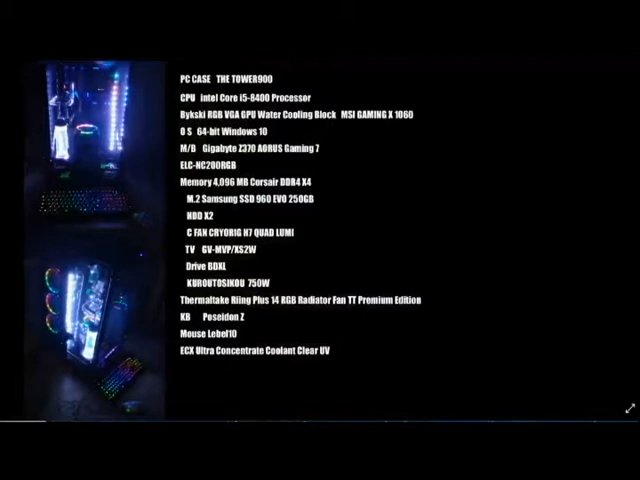 PC CASE THE TOWER900
CPU intel Core i5-8400 Processor
Bykski RGB VGA GPU Water Cooling Block MSI GAMING X 1060
O S 64-bit Windows 10
M/B Gigabyte Z370 AORUS Gaming 7
ELC-NC200RGB
Memory 4,096 MB Corsair DDR4 X4
M.2 Samsung SSD 960 EVO 250GB
HDD X2
C FAN CRYORIG H7 QUAD LUMI
TV GV-MVP/XS2W
Drive BDXL
KUROUTOSIKOU 750W
Thermaltake Riing Plus 14 RGB Radiator Fan TT Premium Edition
KB Poseidon Z
Mouse Lebel10
ECX Ultra Concentrate Coolant Clear UV